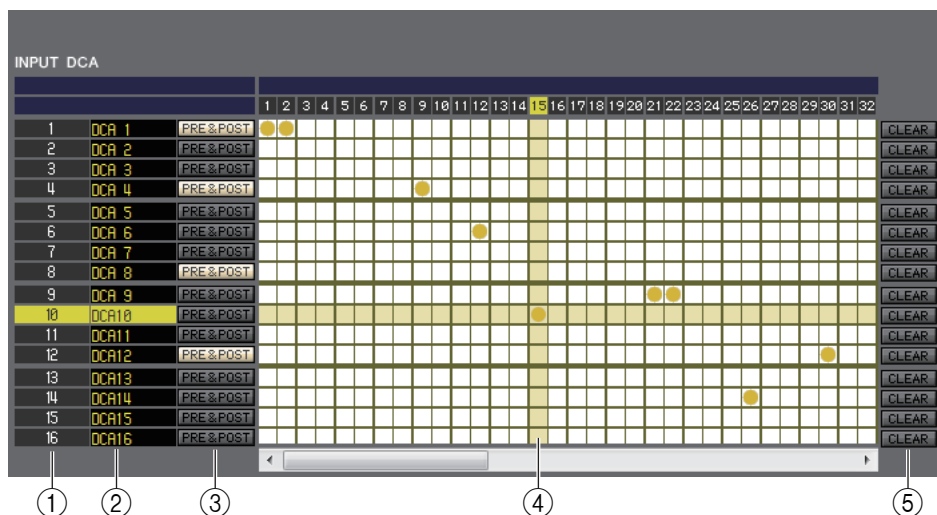 INPUT DCA
1 2 3 4 5 6 7 8 9 10 11 12 13 14 15 16 17 18 19 20 21 22 23 24 25 26 27 28 29 30 31 32
1 DCA 1 PRE&POST CLEAR
2 DCA 2 PRE&POST CLEAR
3 DCA 3 PRE&POST CLEAR
4 DCA 4 PRE&POST CLEAR
5 DCA 5 PRE&POST CLEAR
6 DCA 6 PRE&POST CLEAR
7 DCA 7 PRE&POST CLEAR
8 DCA 8 PRE&POST CLEAR
9 DCA 9 PRE&POST CLEAR
10 DCA10 PRE&POST CLEAR
11 DCA11 PRE&POST CLEAR
12 DCA12 PRE&POST CLEAR
13 DCA13 PRE&POST CLEAR
14 DCA14 PRE&POST CLEAR
15 DCA15 PRE&POST CLEAR
16 DCA16 PRE&POST CLEAR
① ② ③ ④ ⑤